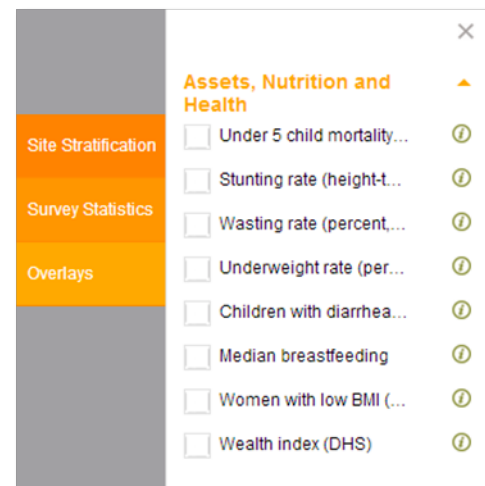 Assets, Nutrition and
Health
Site Stratification
Survey Statistics
Overlays
Under 5 child mortality...
Stunting rate (height-t...
Wasting rate (percent,...
Underweight rate (per...
Children with diarrhea...
Median breastfeeding
Women with low BMI (...
Wealth index (DHS)